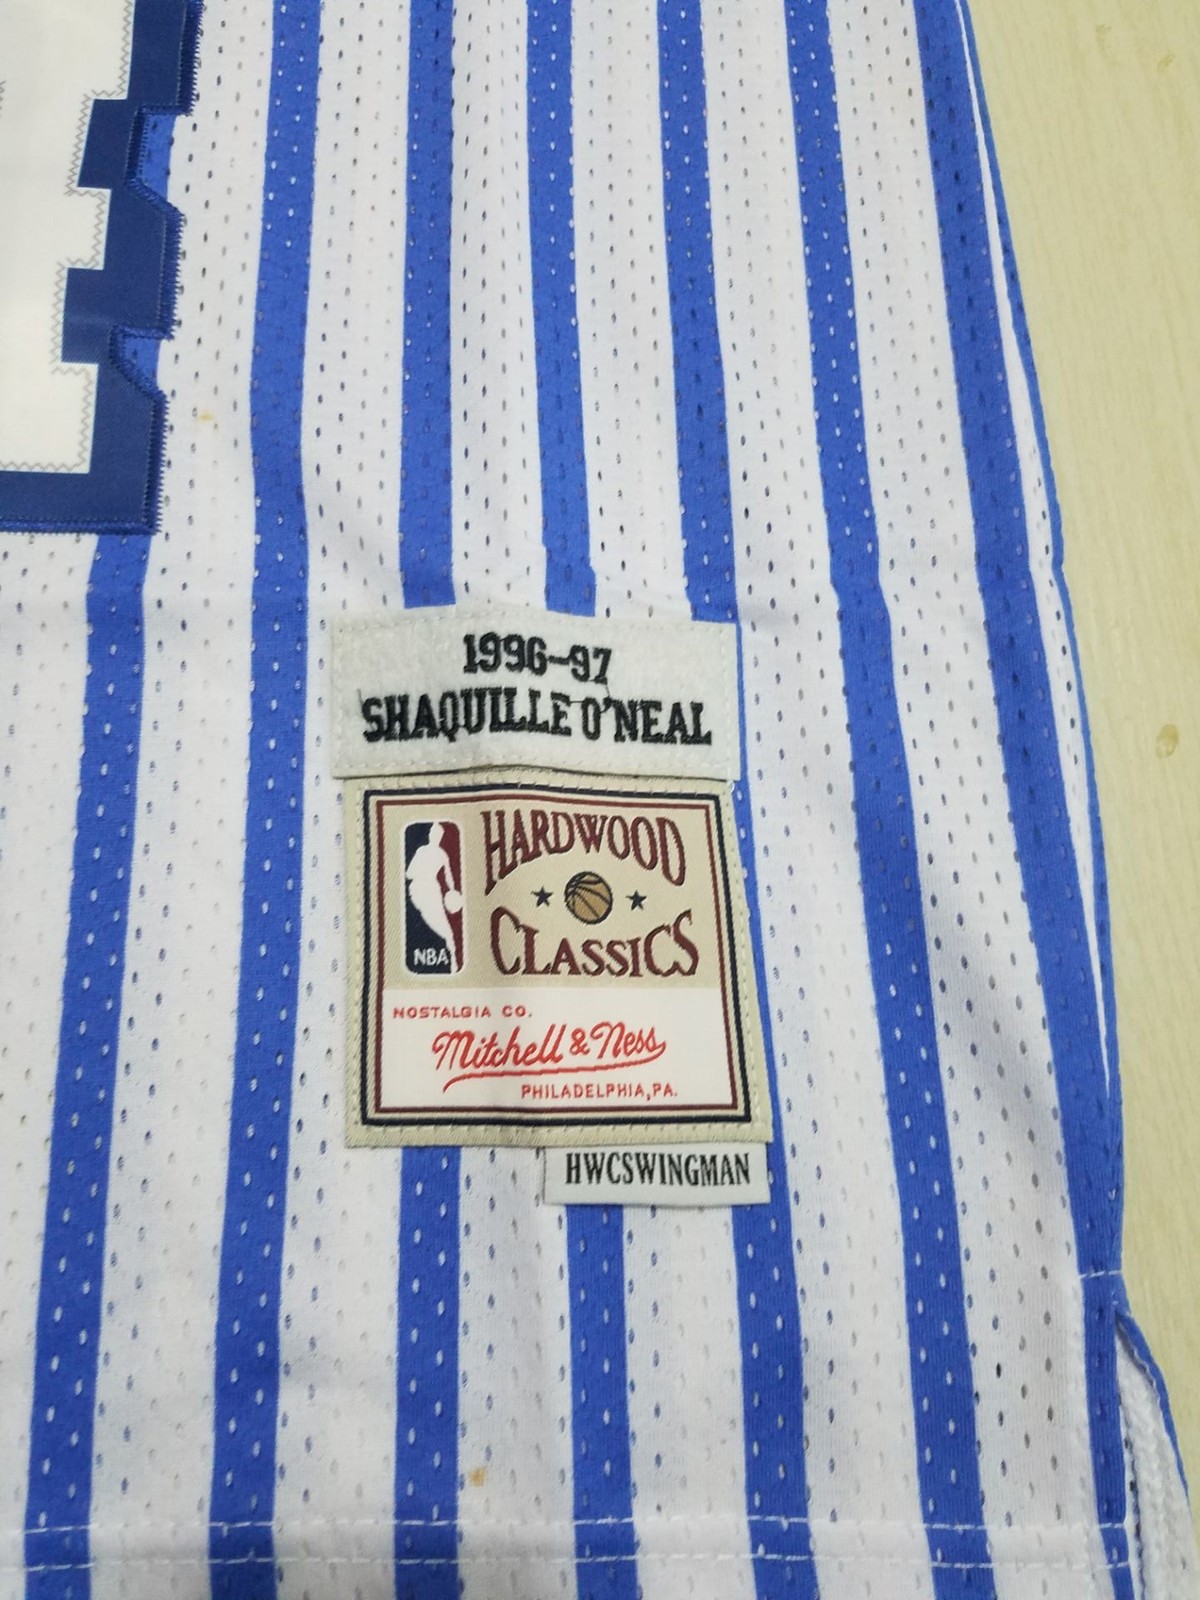 1996-97
SHAQUILLE O'NEAL
HARDWOOD
CLASSICS
NBA
NOSTALGIA CO.
Mitchell & Ness
PHILADELPHIA, PA.
HWCSWINGMAN